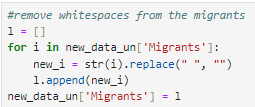 #remove whitespaces from the migrants
l = []
for i in new_data_un['Migrants']:
    new_i = str(i).replace(" ", "")
    l.append(new_i)
new_data_un['Migrants'] = l